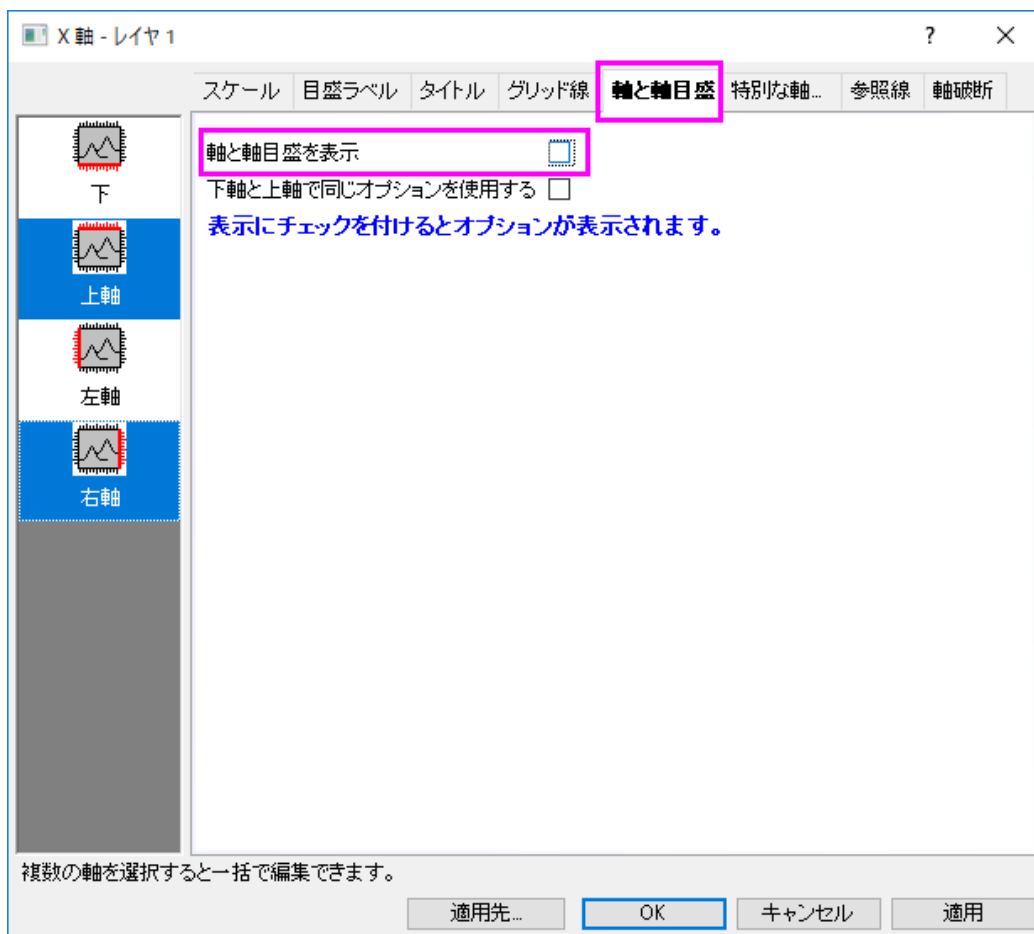 X 軸 - レイヤ 1
スケール 目盛ラベル タイトル グリッド線 軸と軸目盛 特別な軸... 参照線 軸破断
下
上軸
左軸
右軸
軸と軸目盛を表示
下軸と上軸で同じオプションを使用する
表示にチェックを付けるとオプションが表示されます。
複数の軸を選択すると一括で編集できます。
適用先... OK キャンセル 適用